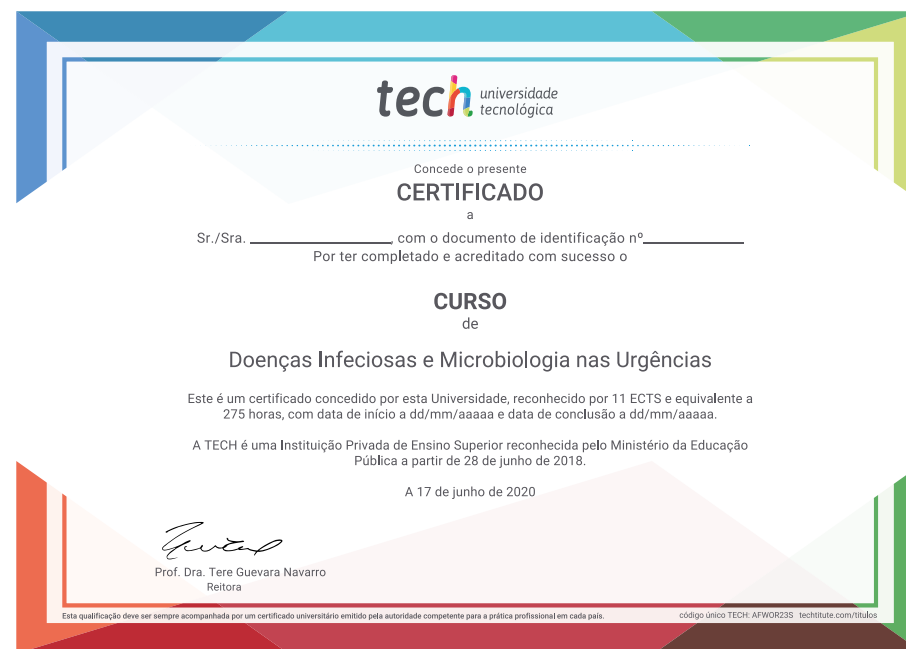 tech universidade
tecnológica
Concede o presente
CERTIFICADO
a
Sr./Sra. ____________________, com o documento de identificação nº______________
Por ter completado e acreditado com sucesso o
CURSO
de
Doenças Infeciosas e Microbiologia nas Urgências
Este é um certificado concedido por esta Universidade, reconhecido por 11 ECTS e equivalente a
275 horas, com data de início a dd/mm/aaaaa e data de conclusão a dd/mm/aaaaa.
A TECH é uma Instituição Privada de Ensino Superior reconhecida pelo Ministério da Educação
Pública a partir de 28 de junho de 2018.
A 17 de junho de 2020
Prof. Dra. Tere Guevara Navarro
Reitora
Esta qualificação deve ser sempre acompanhada por um certificado universitário emitido pela autoridade competente para a prática profissional em cada país.
código único TECH: AFWOR23S techtitute.com/titulos